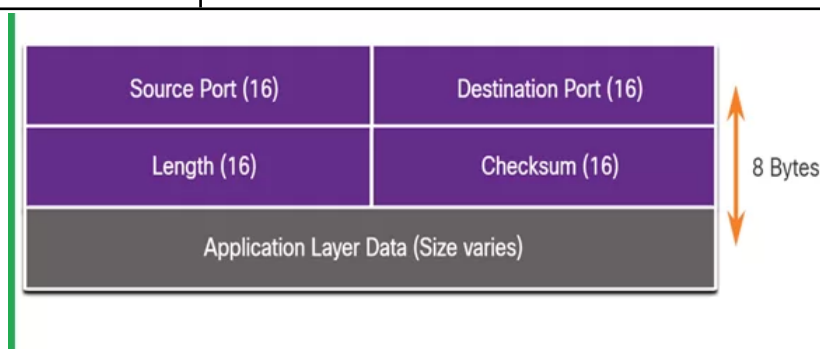 Source Port (16)
Destination Port (16)
Length (16)
Checksum (16)
8 Bytes
Application Layer Data (Size varies)